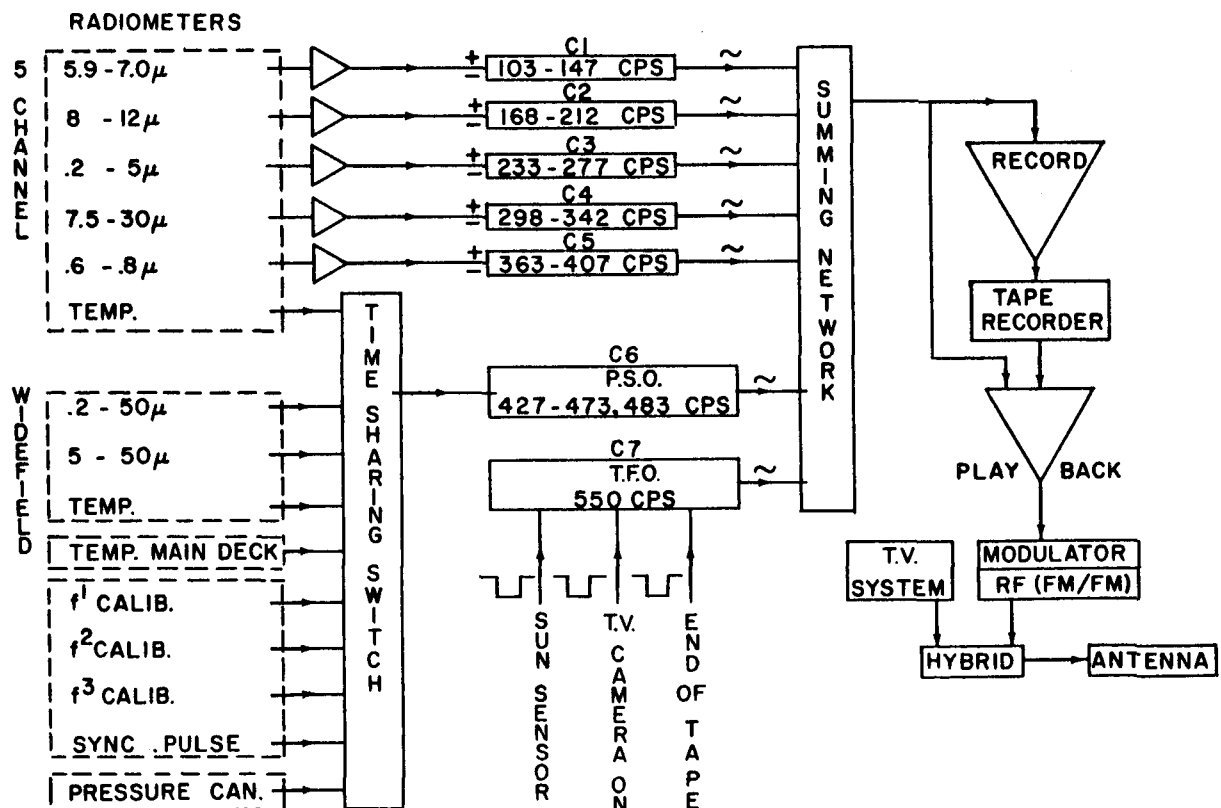 RADIOMETERS
5 CHANNEL
5.9-7.0μ
8 -12μ
.2 - 5μ
7.5-30μ
.6 -.8μ
TEMP.
WIDEFIELD
.2-50μ
5 - 50μ
TEMP.
TEMP. MAIN DECK
f¹ CALIB.
f² CALIB.
f³ CALIB.
SYNC . PULSE
PRESSURE CAN.
TIME SHARING SWITCH
± C1
103-147 CPS
~
± C2
168-212 CPS
~
± C3
233-277 CPS
~
± C4
298-342 CPS
~
± C5
363-407 CPS
~
C6
P.S.O.
427-473, 483 CPS
~
C7
T.F.O.
550 CPS
~
SUN SENSOR
T.V. CAMERA ON
END OF TAPE
SUMMING NETWORK
RECORD
TAPE
RECORDER
PLAY BACK
T.V.
SYSTEM
MODULATOR
RF (FM/FM)
HYBRID
ANTENNA